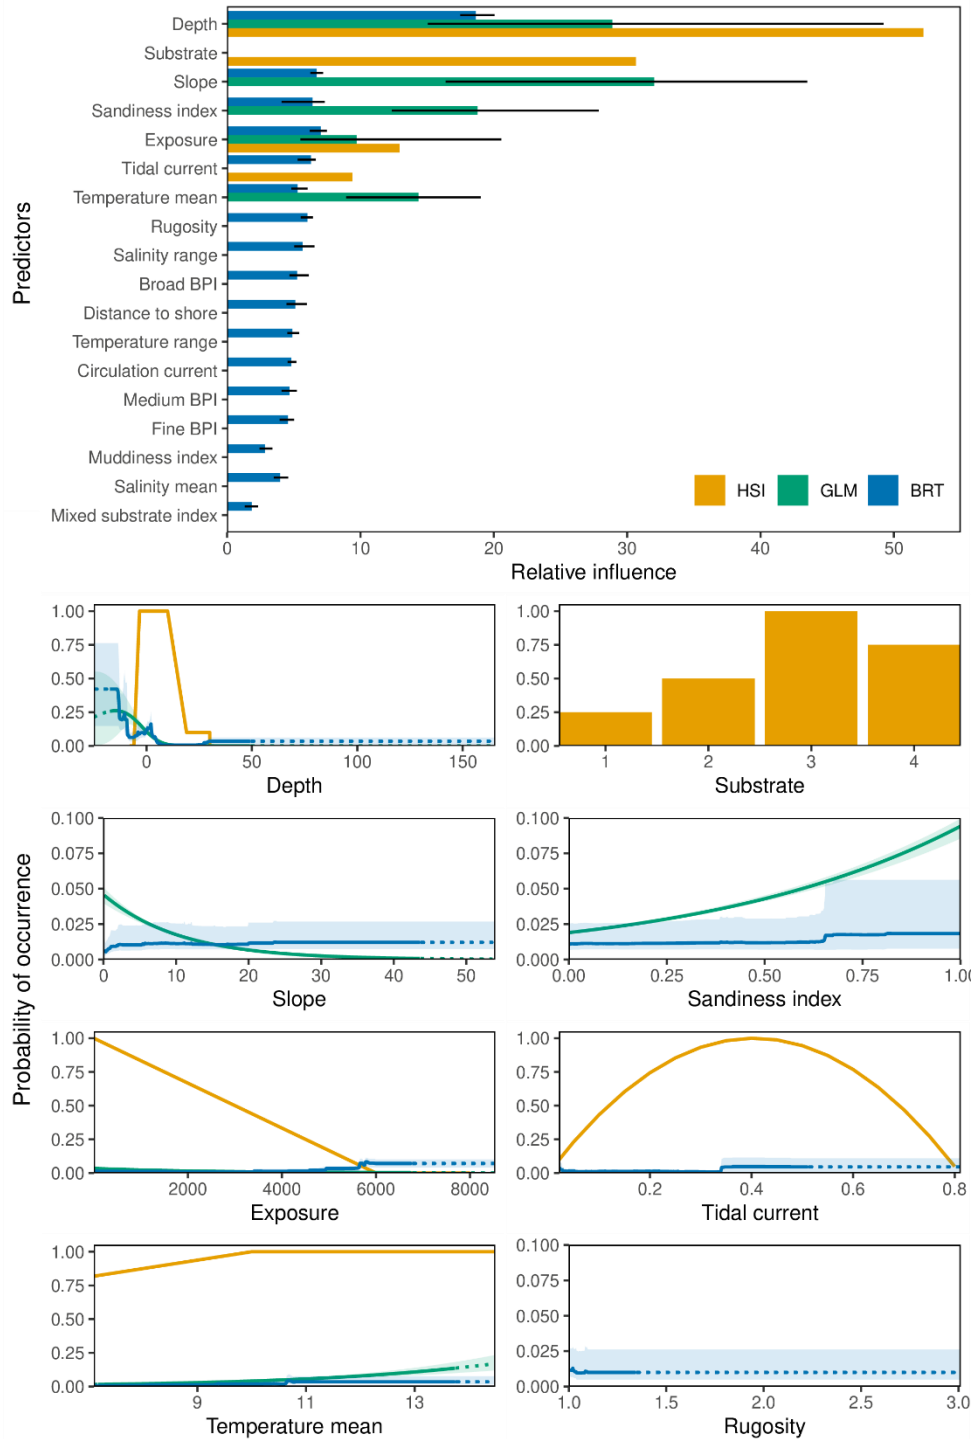 Predictors
Depth
Substrate
Slope
Sandiness index
Exposure
Tidal current
Temperature mean
Rugosity
Salinity range
Broad BPI
Distance to shore
Temperature range
Circulation current
Medium BPI
Fine BPI
Muddiness index
Salinity mean
Mixed substrate index
HSI GLM BRT
0 10 20 30 40 50
Relative influence
Probability of occurrence
1.00
0.75
0.50
0.25
0.00
0 50 100 150
Depth
1.00
0.75
0.50
0.25
0.00
1 2 3 4
Substrate
0.100
0.075
0.050
0.025
0.000
0 10 20 30 40 50
Slope
0.100
0.075
0.050
0.025
0.000
0.00 0.25 0.50 0.75 1.00
Sandiness index
1.00
0.75
0.50
0.25
0.00
2000 4000 6000 8000
Exposure
1.00
0.75
0.50
0.25
0.00
0.2 0.4 0.6 0.8
Tidal current
1.00
0.75
0.50
0.25
0.00
9 11 13
Temperature mean
0.100
0.075
0.050
0.025
0.000
1.0 1.5 2.0 2.5 3.0
Rugosity